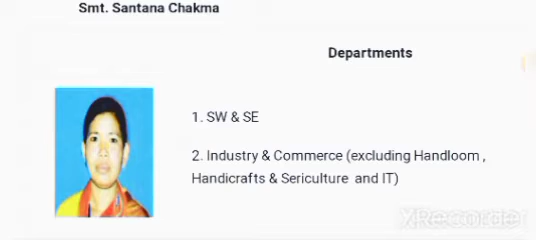 Smt. Santana Chakma
Departments
1. SW & SE
2. Industry & Commerce (excluding Handloom ,
Handicrafts & Sericulture and IT)
XRecorder